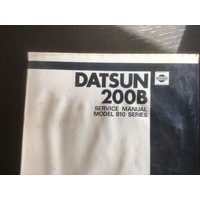 DATSUN
200B
SERVICE MANUAL
MODEL 810 SERIES